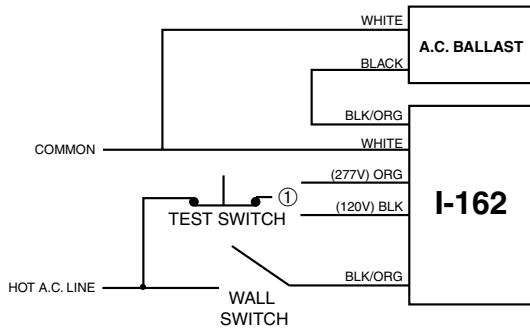 WHITE
A.C. BALLAST
BLACK
BLK/ORG
COMMON
WHITE
(277V) ORG
①
TEST SWITCH
(120V) BLK
I-162
BLK/ORG
HOT A.C. LINE
WALL
SWITCH